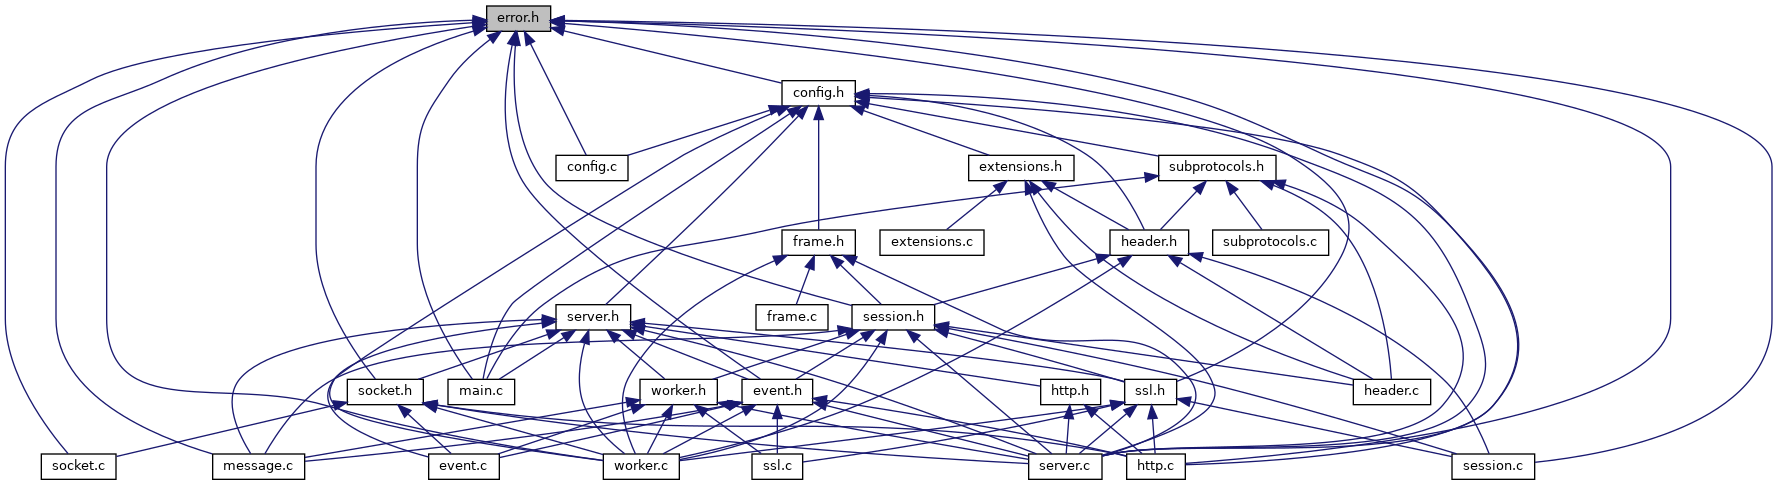 error.h
config.h
config.c
extensions.h
subprotocols.h
frame.h
extensions.c
header.h
subprotocols.c
server.h
frame.c
session.h
socket.h
main.c
worker.h
event.h
http.h
ssl.h
header.c
socket.c
message.c
event.c
worker.c
ssl.c
server.c
http.c
session.c